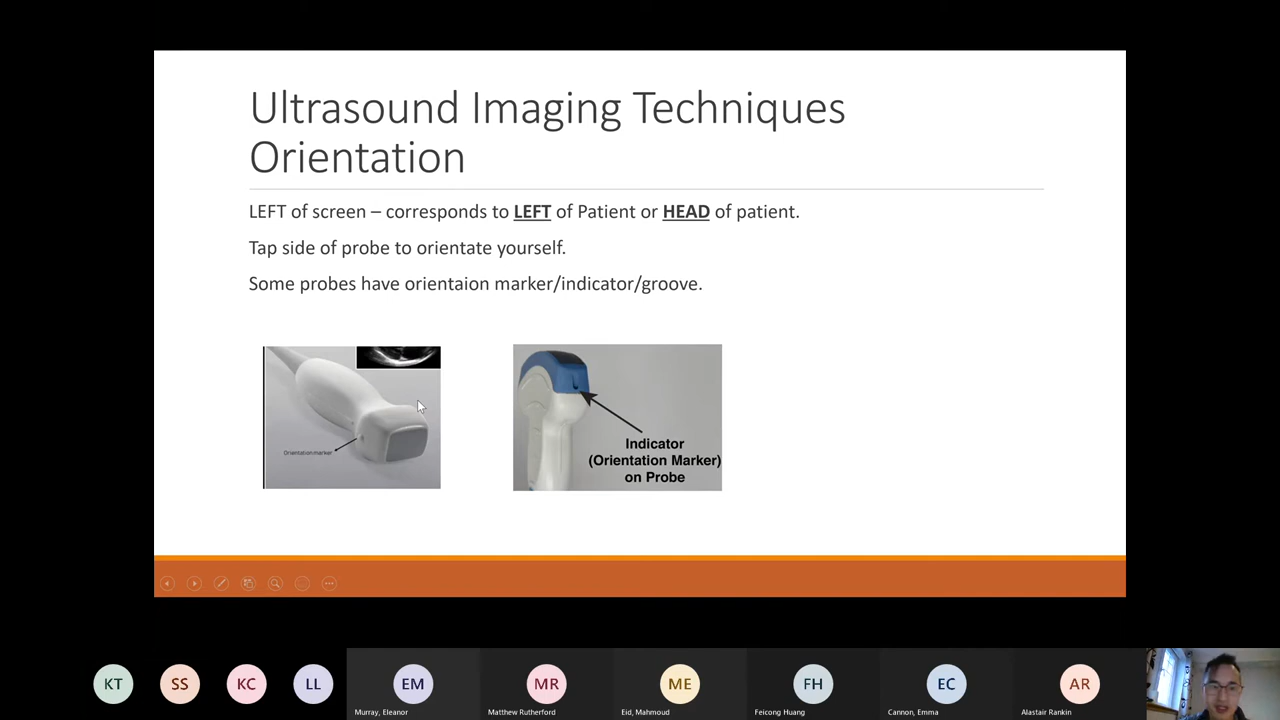 Ultrasound Imaging Techniques
Orientation
LEFT of screen – corresponds to LEFT of Patient or HEAD of patient.
Tap side of probe to orientate yourself.
Some probes have orientaion marker/indicator/groove.
Orientation marker
Indicator
(Orientation Marker)
on Probe
KT
SS
KC
LL
EM
MR
ME
FH
EC
AR
Murray, Eleanor
Matthew Rutherford
Eid, Mahmoud
Feicong Huang
Cannon, Emma
Alastair Rankin